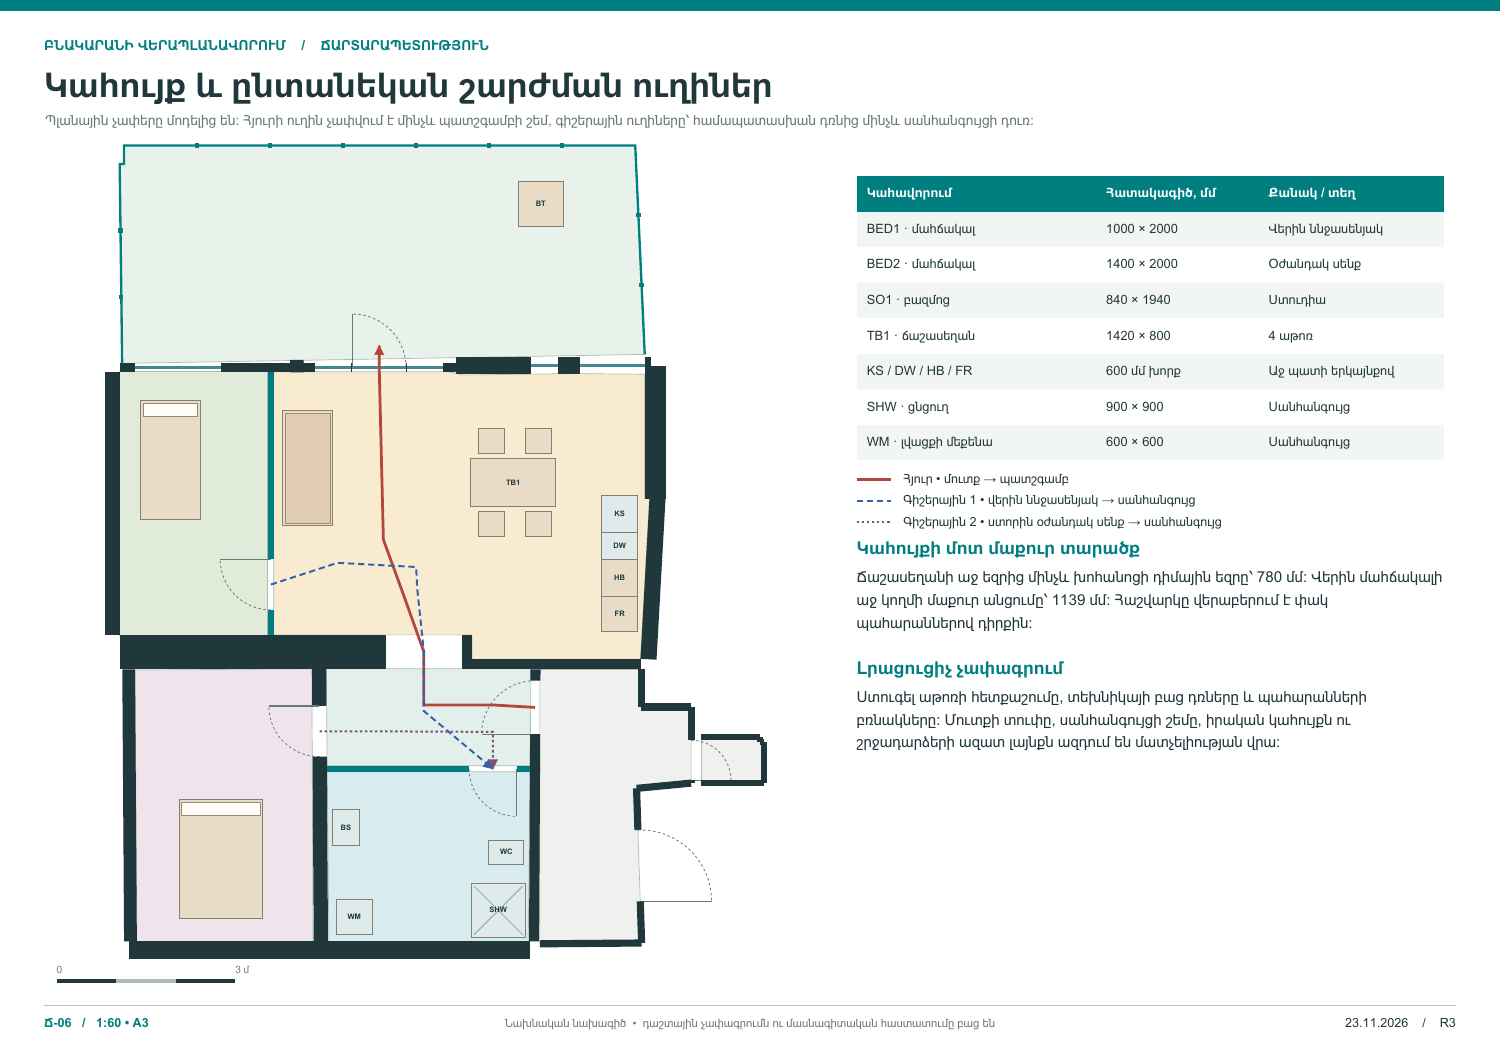 ԲՆԱԿԱՐԱՆԻ ՎԵՐԱՊԼԱՆԱՎՈՐՈՒՄ / ՃԱՐՏԱՐԱՊԵՏՈՒԹՅՈՒՆ
Կահույք և ընտանեկան շարժման ուղիներ
Պլանային չափերը մոդելից են: Հյուրի ուղին չափվում է մինչև պատշգամբի շեմ, գիշերային ուղիները՝ համապատասխան դռնից մինչև սանհանգույցի դուռ:
BT
TB1
KS
DW
HB
FR
BS
WC
WM
SHW
0 3 մ
Կահավորում Հատակագիծ, մմ Քանակ / տեղ
BED1 · մահճակալ 1000 × 2000 Վերին ննջասենյակ
BED2 · մահճակալ 1400 × 2000 Օժանդակ սենք
SO1 · բազմոց 840 × 1940 Ստուդիա
TB1 · ճաշասեղան 1420 × 800 4 աթոռ
KS / DW / HB / FR 600 մմ խորք Աջ պատի երկայնքով
SHW · ցնցուղ 900 × 900 Սանհանգույց
WM · լվացքի մեքենա 600 × 600 Սանհանգույց
Հյուր • մուտք → պատշգամբ
Գիշերային 1 • վերին ննջասենյակ → սանհանգույց
Գիշերային 2 • ստորին օժանդակ սենք → սանհանգույց
Կահույքի մոտ մաքուր տարածք
Ճաշասեղանի աջ եզրից մինչև խոհանոցի դիմային եզրը՝ 780 մմ: Վերին մահճակալի
աջ կողմի մաքուր անցումը՝ 1139 մմ: Հաշվարկը վերաբերում է փակ
պահարաններով դիրքին:
Լրացուցիչ չափագրում
Ստուգել աթոռի հետքաշումը, տեխնիկայի բաց դռները և պահարանների
բռնակները: Մուտքի տուփը, սանհանգույցի շեմը, իրական կահույքն ու
շրջադարձերի ազատ լայնքն ազդում են մատչելիության վրա:
Ճ-06 / 1:60 • A3 Նախնական նախագիծ • դաշտային չափագրումն ու մասնագիտական հաստատումը բաց են 23.11.2026 / R3